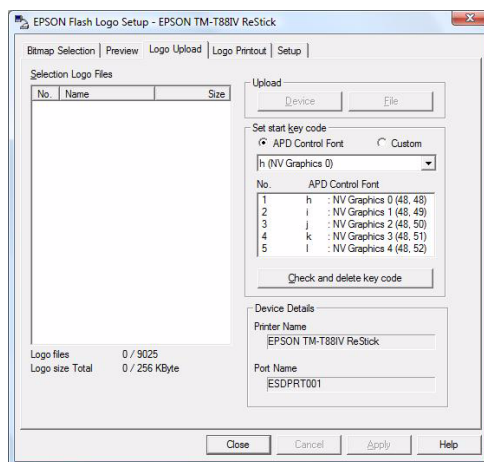 EPSON Flash Logo Setup - EPSON TM-T88IV ReStick
Bitmap Selection Preview Logo Upload Logo Printout Setup
Selection Logo Files
No. Name Size
Upload
Device File
Set start key code
APD Control Font Custom
h (NV Graphics 0)
No. APD Control Font
1 h : NV Graphics 0 (48, 48)
2 i : NV Graphics 1 (48, 49)
3 j : NV Graphics 2 (48, 50)
4 k : NV Graphics 3 (48, 51)
5 l : NV Graphics 4 (48, 52)
Check and delete key code
Device Details
Printer Name
EPSON TM-T88IV ReStick
Logo files 0 / 9025
Logo size Total 0 / 256 KByte
Port Name
ESDPRT001
Close Cancel Apply Help